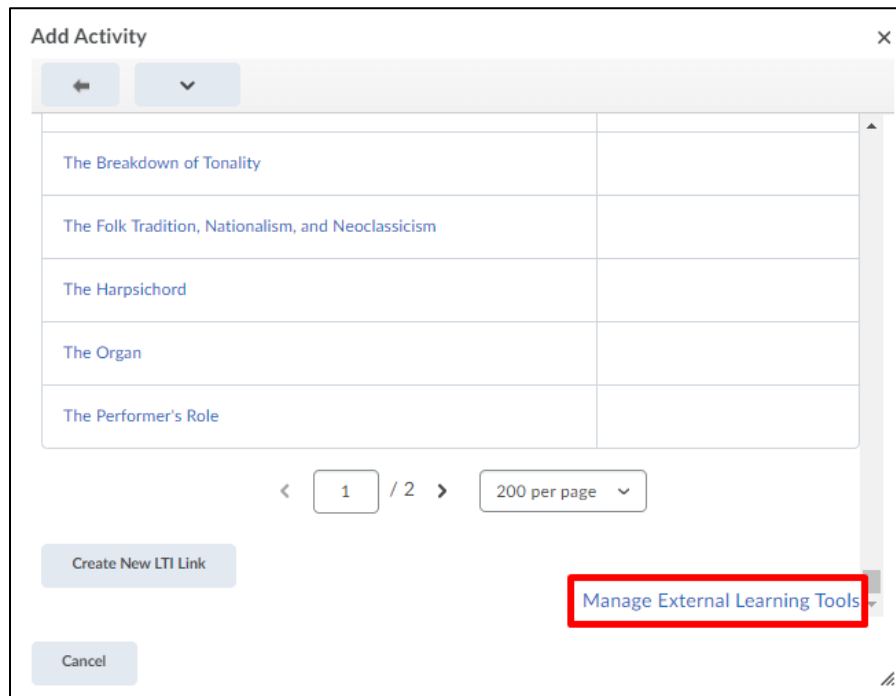 Add Activity
The Breakdown of Tonality
The Folk Tradition, Nationalism, and Neoclassicism
The Harpsichord
The Organ
The Performer's Role
1 / 2 200 per page
Create New LTI Link
Manage External Learning Tools
Cancel